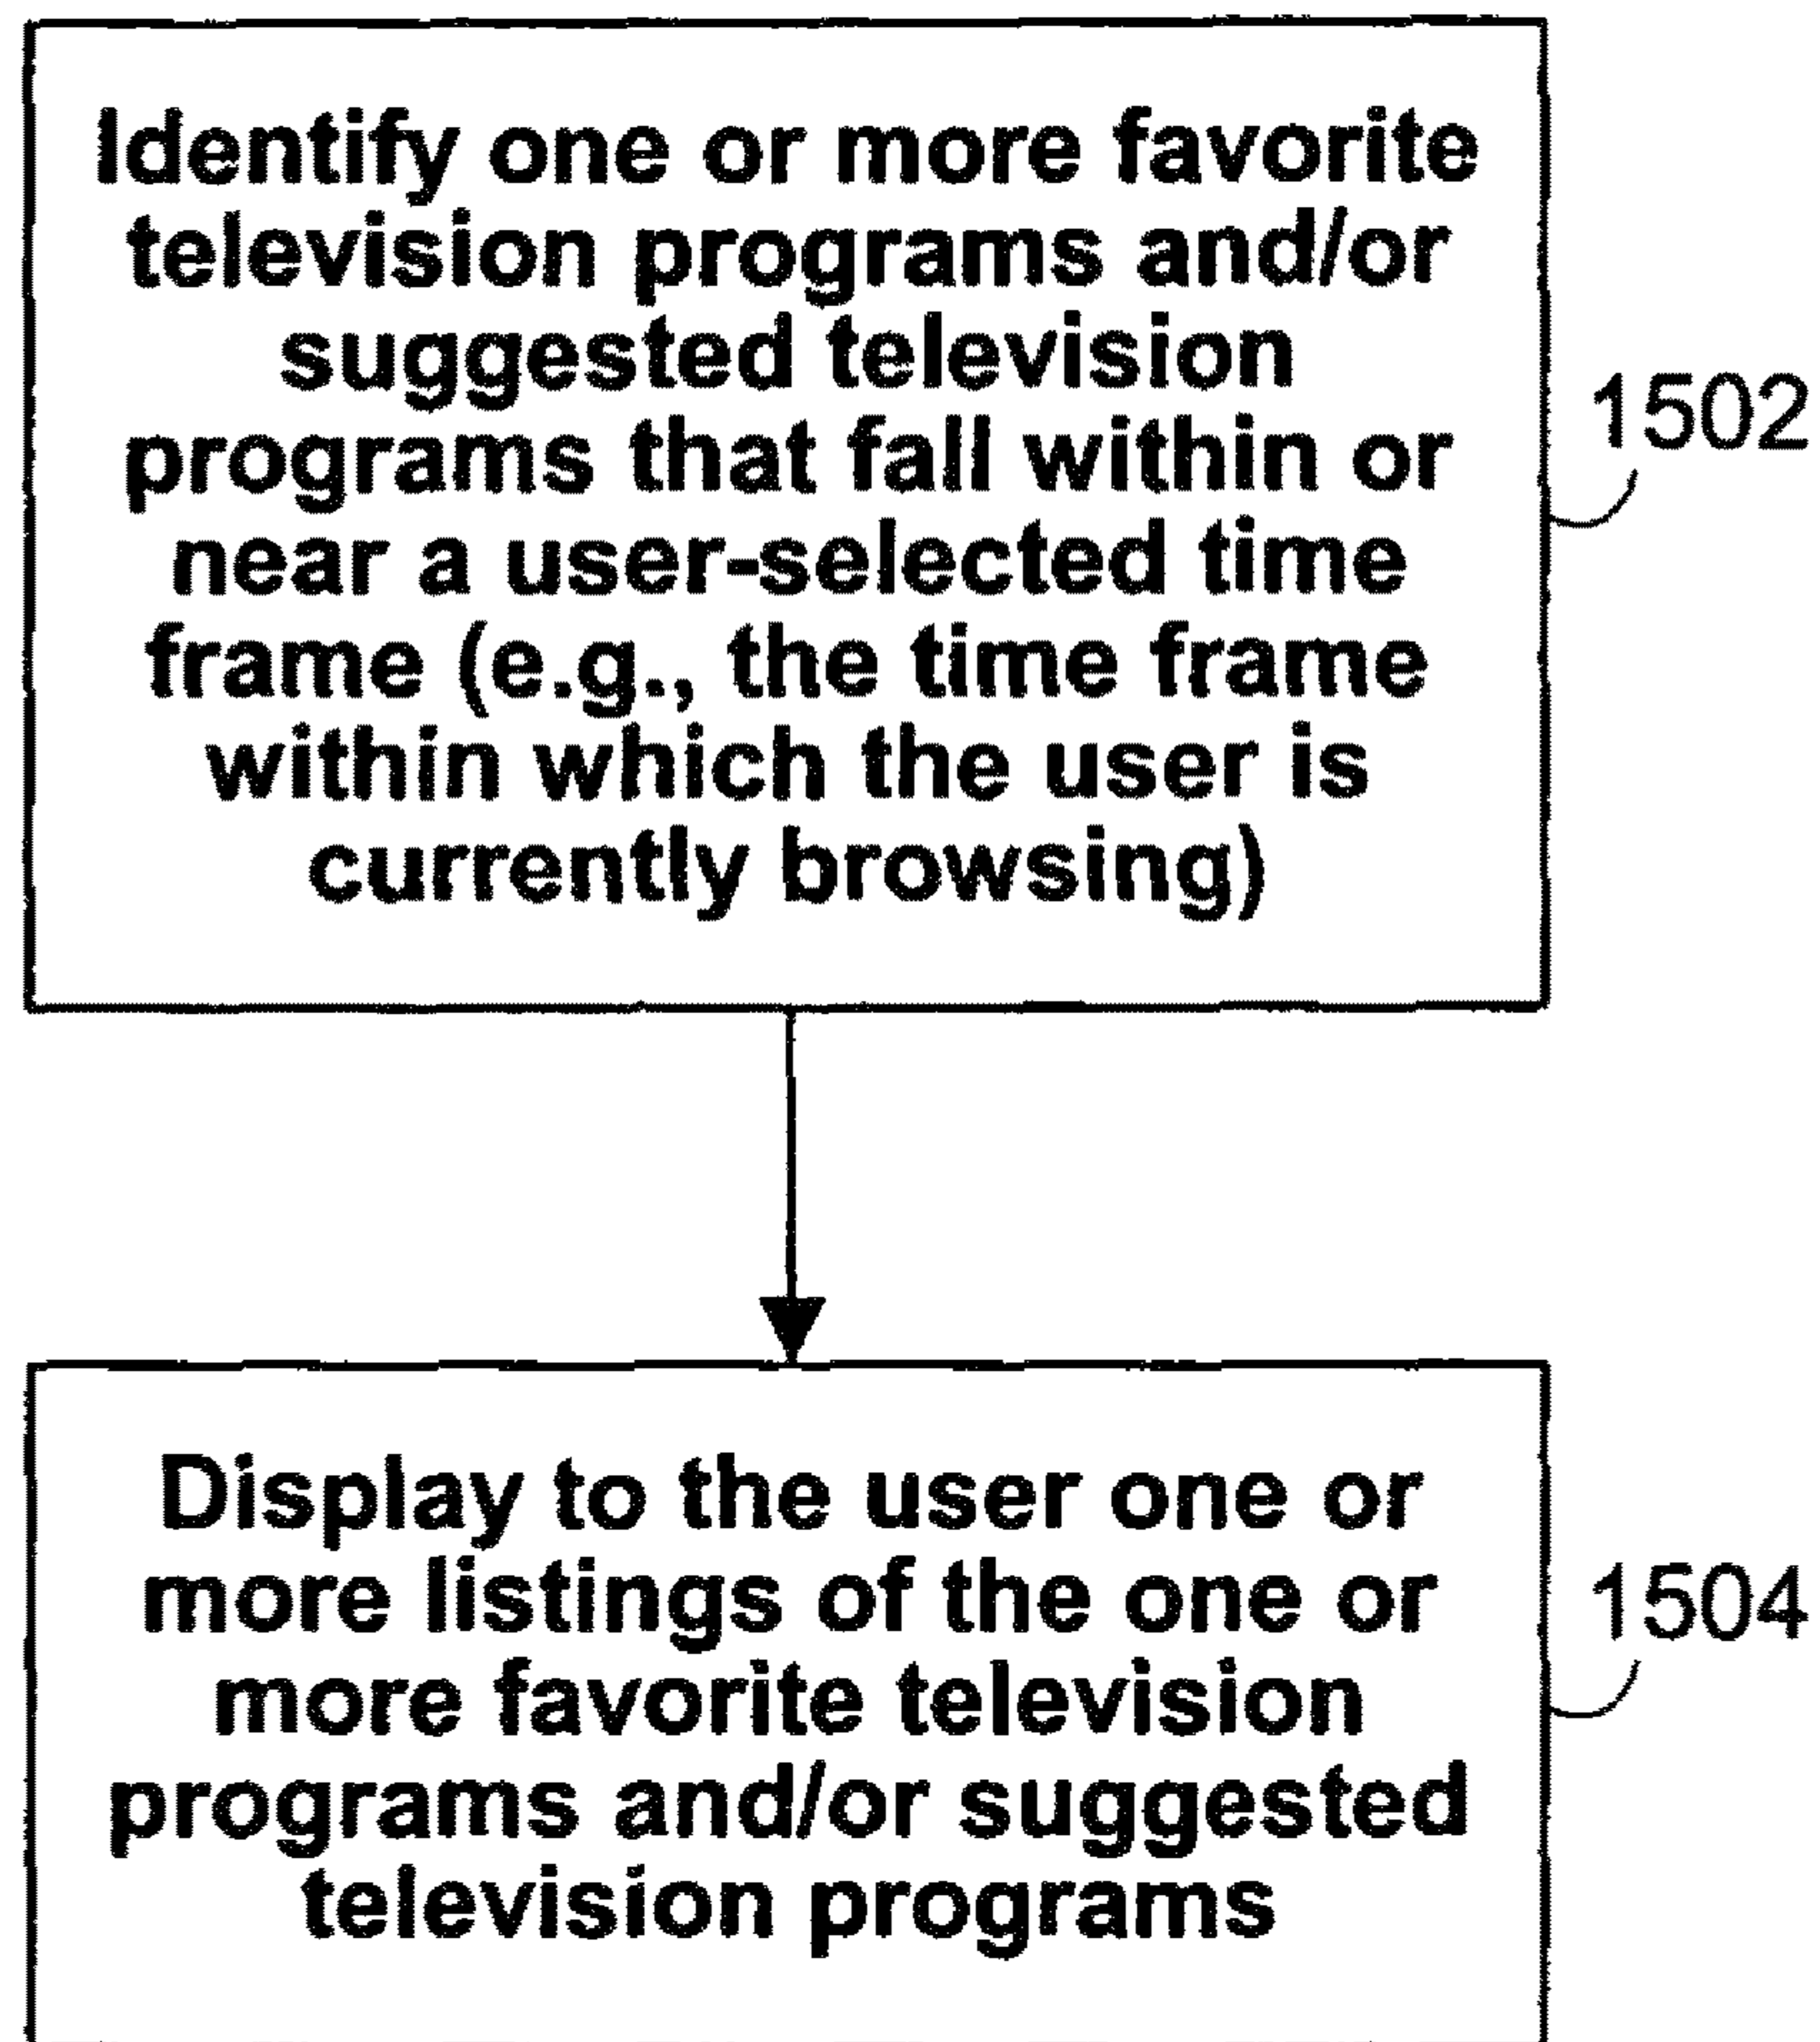 Identify one or more favorite
television programs and/or
suggested television
programs that fall within or
near a user-selected time
frame (e.g., the time frame
within which the user is
currently browsing)
1502
Display to the user one or
more listings of the one or
more favorite television
programs and/or suggested
television programs
1504